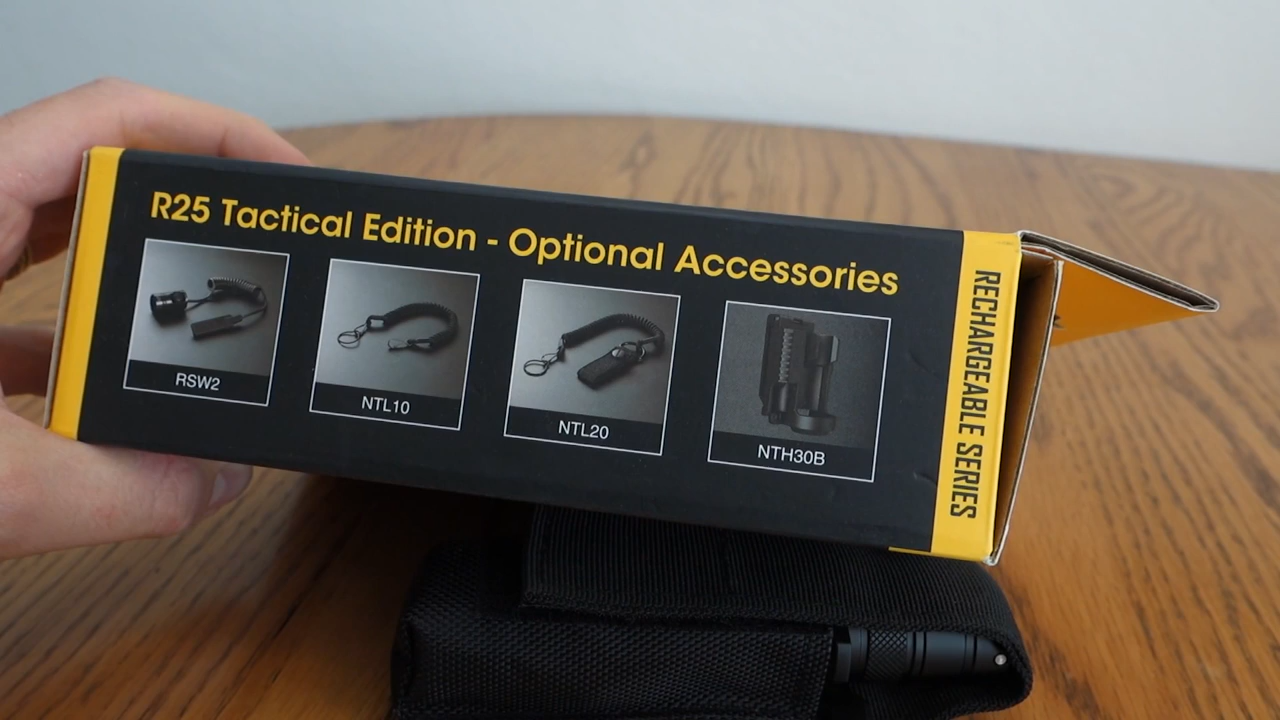 R25 Tactical Edition - Optional Accessories
RSW2
NTL10
NTL20
NTH30B
RECHARGEABLE SERIES